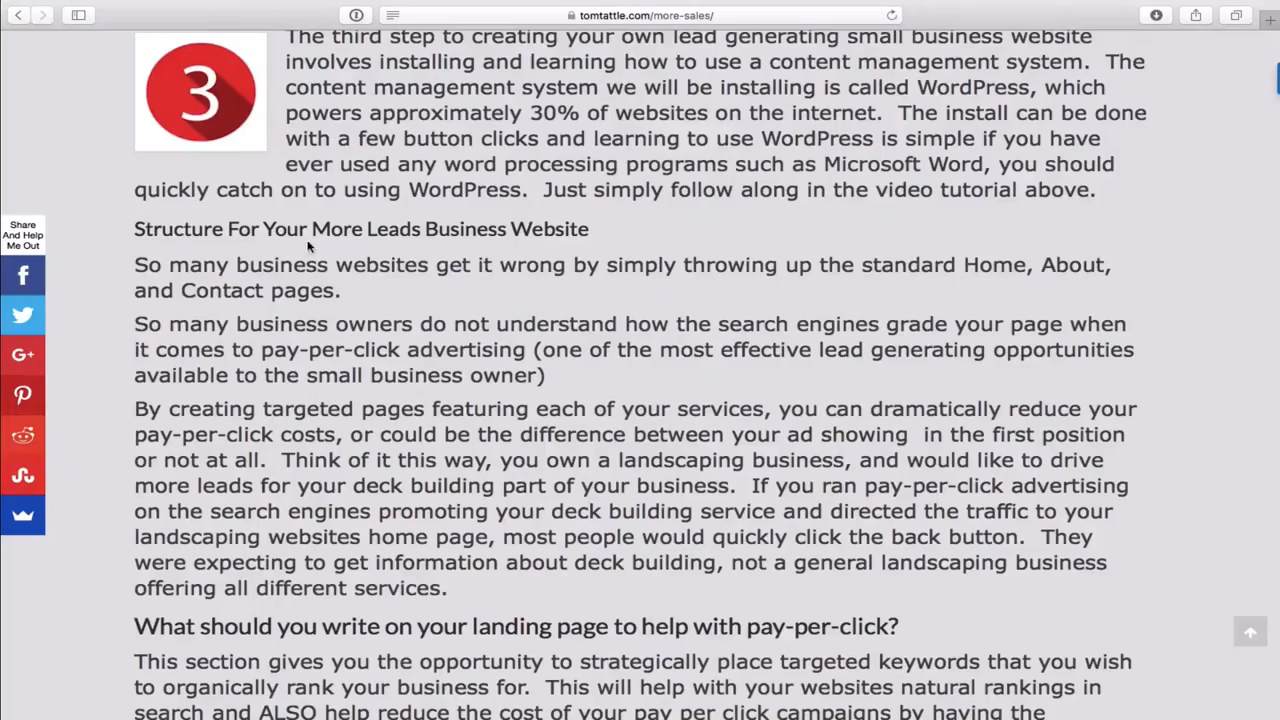 tomtattle.com/more-sales/
The third step to creating your own lead generating small business website
3
involves installing and learning how to use a content management system.  The
content management system we will be installing is called WordPress, which
powers approximately 30% of websites on the internet.  The install can be done
with a few button clicks and learning to use WordPress is simple if you have
ever used any word processing programs such as Microsoft Word, you should
quickly catch on to using WordPress.  Just simply follow along in the video tutorial above.
Share
And Help
Me Out
Structure For Your More Leads Business Website
So many business websites get it wrong by simply throwing up the standard Home, About,
and Contact pages.
So many business owners do not understand how the search engines grade your page when
it comes to pay-per-click advertising (one of the most effective lead generating opportunities
available to the small business owner)
By creating targeted pages featuring each of your services, you can dramatically reduce your
pay-per-click costs, or could be the difference between your ad showing  in the first position
or not at all.  Think of it this way, you own a landscaping business, and would like to drive
more leads for your deck building part of your business.  If you ran pay-per-click advertising
on the search engines promoting your deck building service and directed the traffic to your
landscaping websites home page, most people would quickly click the back button.  They
were expecting to get information about deck building, not a general landscaping business
offering all different services.
What should you write on your landing page to help with pay-per-click?
This section gives you the opportunity to strategically place targeted keywords that you wish
to organically rank your business for.  This will help with your websites natural rankings in
search and ALSO help reduce the cost of your pay per click campaigns by having the